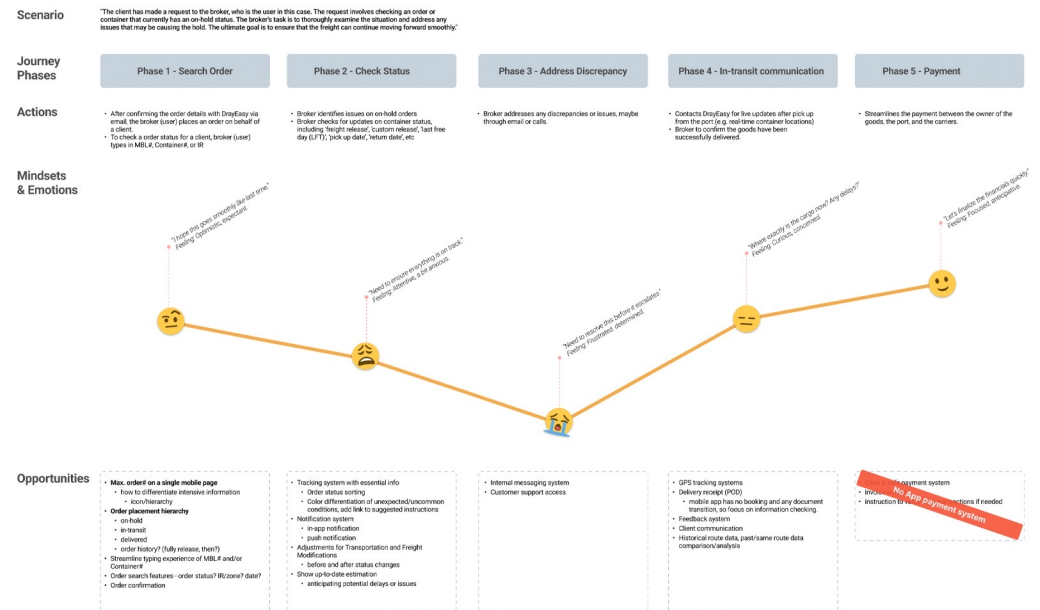 Scenario
"The client has made a request to the broker, who is the user in this case. The request involves checking an order or
container that currently has an on-hold status. The broker's task is to thoroughly examine the situation and address any
issues that may be causing the hold. The ultimate goal is to ensure that the freight can continue moving forward smoothly."
Journey
Phases
Phase 1 - Search Order
Phase 2 - Check Status
Phase 3 - Address Discrepancy
Phase 4 - In-transit communication
Phase 5 - Payment
Actions
• After confirming the order details with DrayEasy via
email, the broker (user) places an order on behalf of
a client.
• To check a order status for a client, broker (user)
types in MBL#, Container#, or IR
• Broker identifies issues on on-hold orders
• Broker checks for updates on container status,
including 'freight release', 'custom release', 'last free
day (LFT)', 'pick up date', 'return date', etc
• Broker addresses any discrepancies or issues, maybe
through email or calls.
• Contacts DrayEasy for live updates after pick up
from the port (e.g. real-time container locations)
• Broker to confirm the goods have been
successfully delivered.
• Streamlines the payment between the owner of the
goods, the port, and the carriers.
Mindsets
& Emotions
"I hope this goes smoothly like last time."
Feeling: Optimistic, expectant.
"Need to ensure everything is on track."
Feeling: Attentive, a bit anxious.
"Need to resolve this before it escalates"
Feeling: Frustrated, determined.
"Where exactly is the cargo now? Any delays?"
Feeling: Curious, concerned.
"Let's finalize the financials quickly."
Feeling: Focused, anticipative.
Opportunities
• Max. order# on a single mobile page
• how to differentiate intensive information
• icon/hierarchy
• Order placement hierarchy
• on-hold
• in-transit
• delivered
• order history? (fully release, then?)
• Streamline typing experience of MBL# and/or
Container#
• Order search features - order status? IR/zone? date?
• Order confirmation
• Tracking system with essential info
• Order status sorting
• Color differentiation of unexpected/uncommon
conditions, add link to suggested instructions
• Notification system
• in-app notification
• push notification
• Adjustments for Transportation and Freight
Modifications
• before and after status changes
• Show up-to-date estimation
• anticipating potential delays or issues
• Internal messaging system
• Customer support access
• GPS tracking systems
• Delivery receipt (POD)
• mobile app has no booking and any document
transition, so focus on information checking.
• Feedback system
• Client communication
• Historical route data, past/same route data
comparison/analysis
• payment system
•
• instruction to if needed
No App payment system